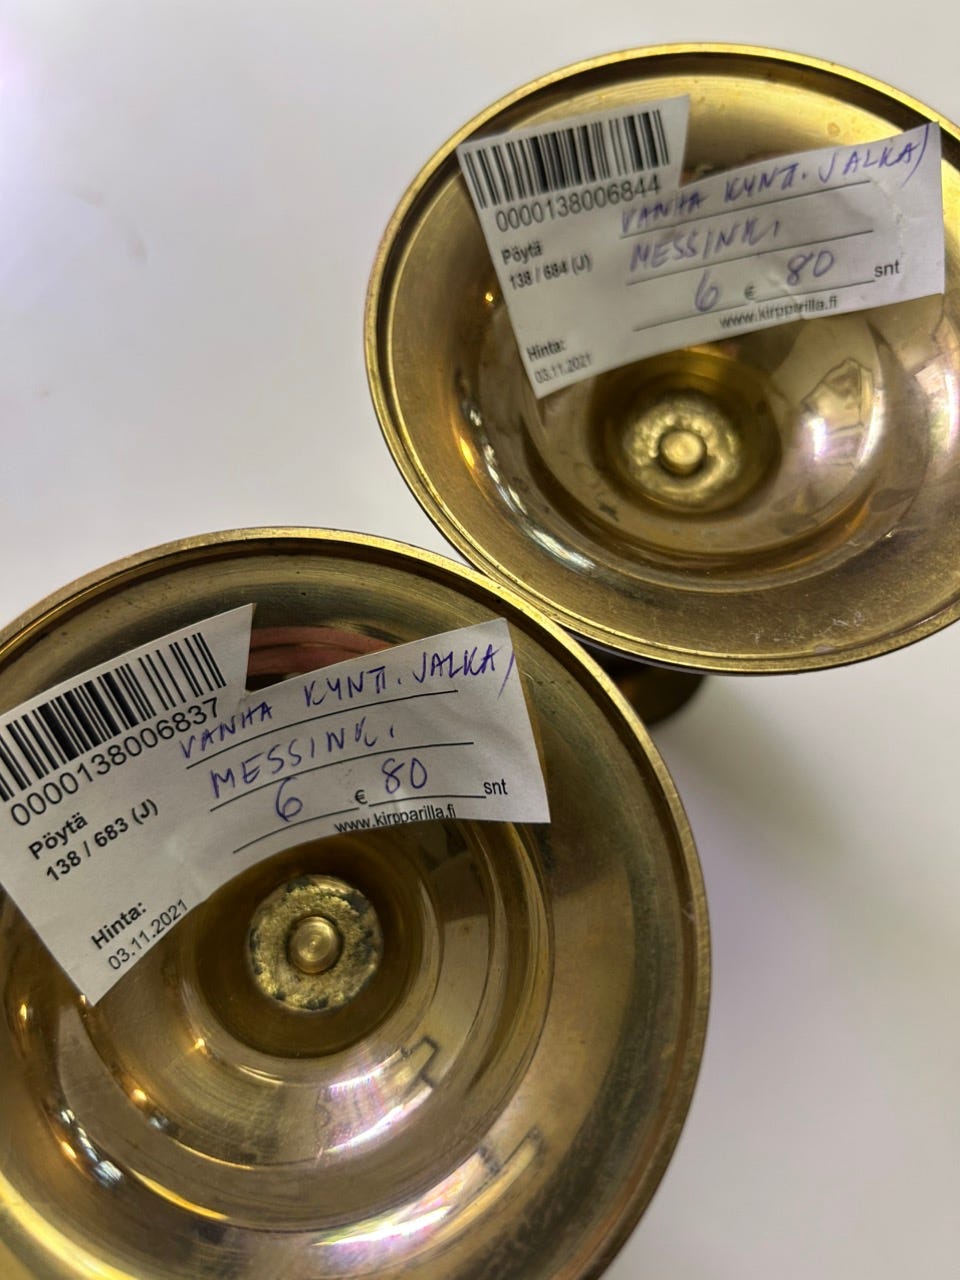 0000138006844
VANHA KYNTT. JALKA/
Pöytä
MESSINKI
138 / 684 (J)
6 € 80 snt
www.kirpparilla.fi
Hinta:
03.11.2021
0000138006837
VANHA KYNTT. JALKA/
Pöytä
MESSINKI
138 / 683 (J)
6 € 80 snt
www.kirpparilla.fi
Hinta:
03.11.2021